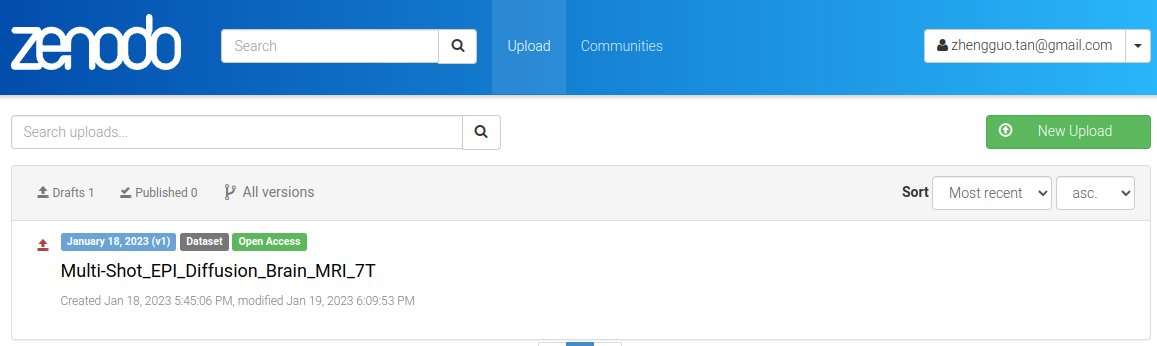 zenodo Search Upload Communities zhengguo.tan@gmail.com
Search uploads... New Upload
Drafts 1 Published 0 All versions Sort Most recent asc.
January 18, 2023 (v1) Dataset Open Access
Multi-Shot_EPI_Diffusion_Brain_MRI_7T
Created Jan 18, 2023 5:45:06 PM, modified Jan 19, 2023 6:09:53 PM